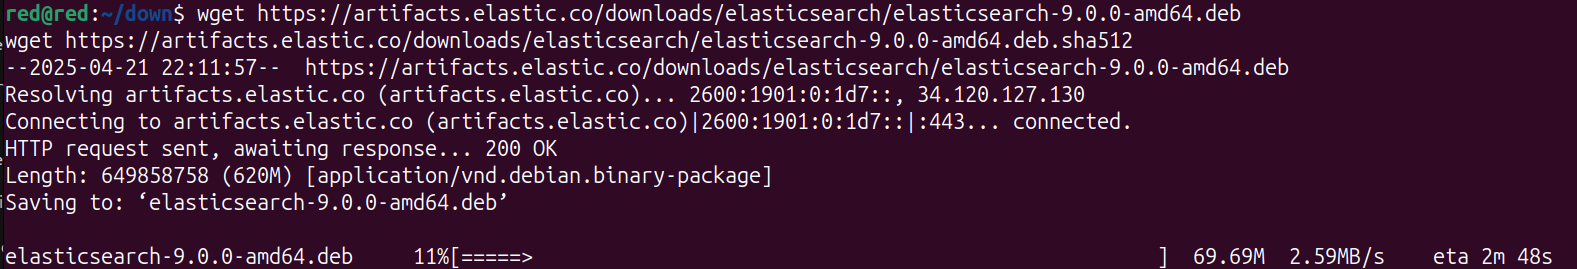 red@red:~/down$ wget https://artifacts.elastic.co/downloads/elasticsearch/elasticsearch-9.0.0-amd64.deb
wget https://artifacts.elastic.co/downloads/elasticsearch/elasticsearch-9.0.0-amd64.deb.sha512
--2025-04-21 22:11:57--  https://artifacts.elastic.co/downloads/elasticsearch/elasticsearch-9.0.0-amd64.deb
Resolving artifacts.elastic.co (artifacts.elastic.co)... 2600:1901:0:1d7::, 34.120.127.130
Connecting to artifacts.elastic.co (artifacts.elastic.co)|2600:1901:0:1d7::|:443... connected.
HTTP request sent, awaiting response... 200 OK
Length: 649858758 (620M) [application/vnd.debian.binary-package]
Saving to: ‘elasticsearch-9.0.0-amd64.deb’
elasticsearch-9.0.0-amd64.deb     11%[=====>                                                    ]  69.69M  2.59MB/s    eta 2m 48s